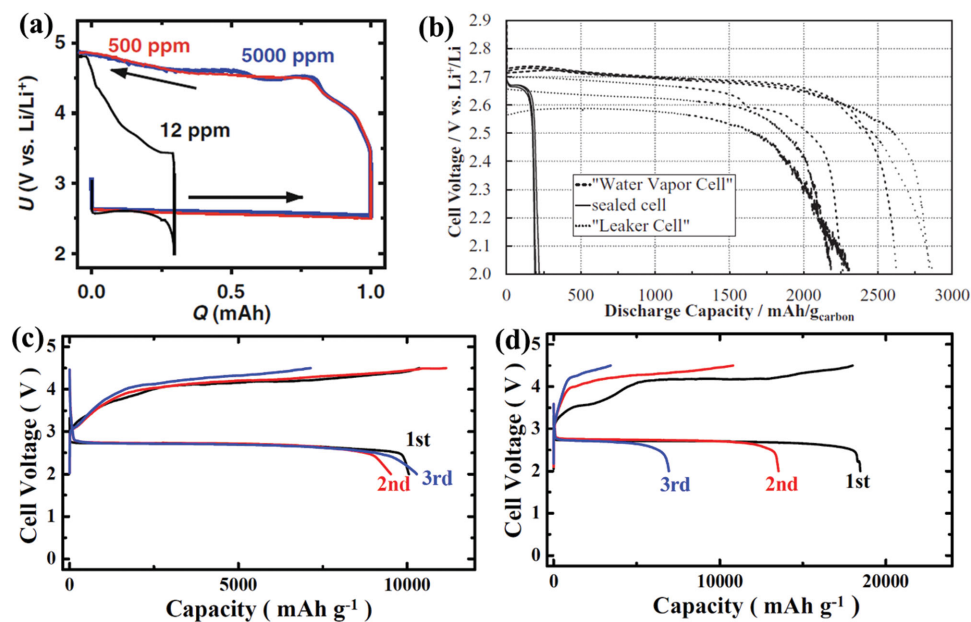 (a)
500 ppm
5000 ppm
12 ppm
5
4
3
2
U (V vs. Li/Li⁺)
0.0
0.5
1.0
Q (mAh)
(b)
2.9
2.8
2.7
2.6
2.5
2.4
2.3
2.2
2.1
2.0
Cell Voltage / V vs. Li⁺/Li
"Water Vapor Cell"
sealed cell
"Leaker Cell"
0
500
1000
1500
2000
2500
3000
Discharge Capacity / mAh/g_carbon
(c)
5
4
3
2
1
0
Cell Voltage ( V )
1st
2nd
3rd
0
5000
10000
Capacity ( mAh g⁻¹ )
(d)
5
4
3
2
1
0
Cell Voltage ( V )
3rd
2nd
1st
0
10000
20000
Capacity ( mAh g⁻¹ )